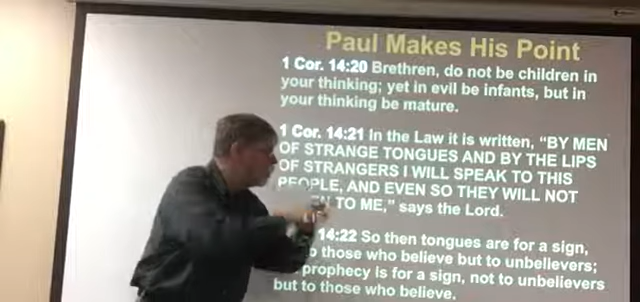 Paul Makes His Point
1 Cor. 14:20 Brethren, do not be children in
your thinking; yet in evil be infants, but in
your thinking be mature.
1 Cor. 14:21 In the Law it is written, “BY MEN
OF STRANGE TONGUES AND BY THE LIPS
OF STRANGERS I WILL SPEAK TO THIS
PEOPLE, AND EVEN SO THEY WILL NOT
EN TO ME,” says the Lord.
14:22 So then tongues are for a sign,
o those who believe but to unbelievers;
prophecy is for a sign, not to unbelievers
but to those who believe.